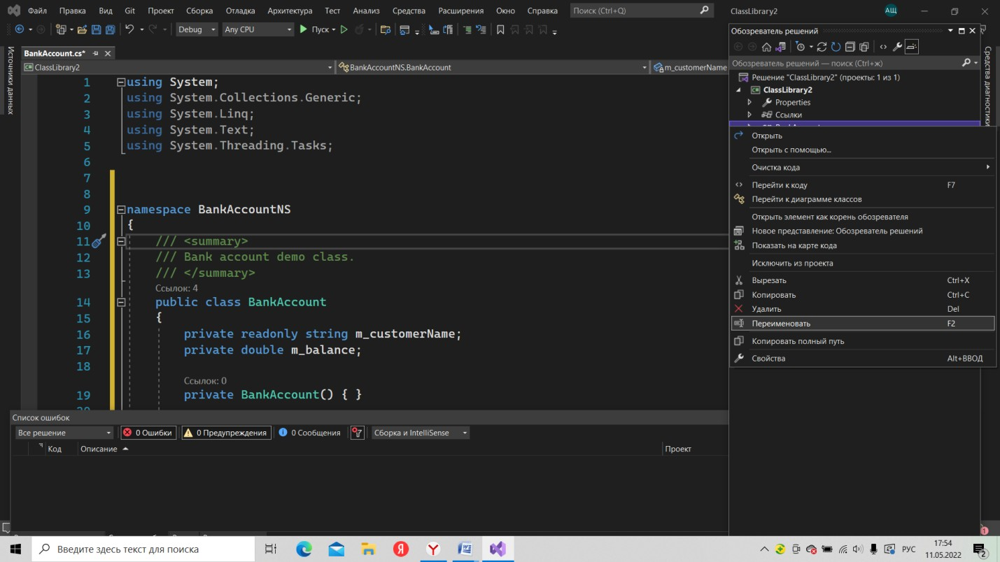 Файл Правка Вид Git Проект Сборка Отладка Архитектура Тест Анализ Средства Расширения Окно Справка Поиск (Ctrl+Q) ClassLibrary2 АЩ
Debug Any CPU Пуск
Обозреватель решений
BankAccount.cs*
ClassLibrary2 BankAccountNS.BankAccount m_customerName
Источники данных
Средства диагностики
Обозреватель решений — поиск (Ctrl+ж)
Решение "ClassLibrary2" (проекты: 1 из 1)
ClassLibrary2
Properties
Ссылки
1 using System;
2 using System.Collections.Generic;
3 using System.Linq;
4 using System.Text;
5 using System.Threading.Tasks;
6
7
8
9 namespace BankAccountNS
10 {
11 /// <summary>
12 /// Bank account demo class.
13 /// </summary>
Ссылок: 4
14 public class BankAccount
15 {
16 private readonly string m_customerName;
17 private double m_balance;
18
Ссылок: 0
19 private BankAccount() { }
Открыть
Открыть с помощью...
Очистка кода
Перейти к коду F7
Перейти к диаграмме классов
Открыть элемент как корень обозревателя
Новое представление: Обозреватель решений
Показать на карте кода
Исключить из проекта
Вырезать Ctrl+X
Копировать Ctrl+C
Удалить Del
Переименовать F2
Копировать полный путь
Свойства Alt+ВВОД
Список ошибок
Все решение 0 Ошибки 0 Предупреждения 0 Сообщения Сборка и IntelliSense
Код Описание Проект
1
Введите здесь текст для поиска
РУС
17:54
11.05.2022
2